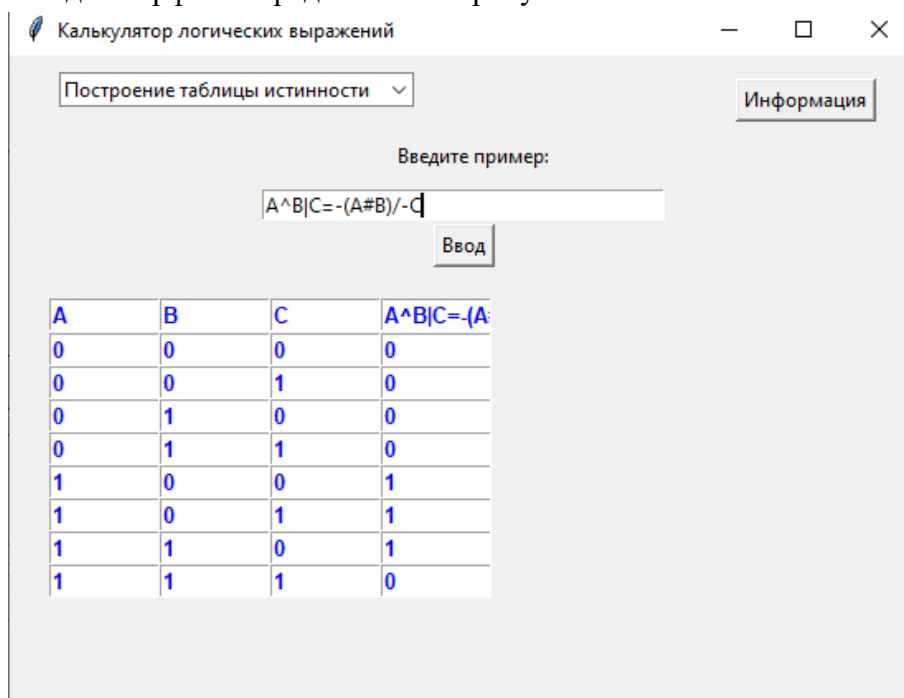 Калькулятор логических выражений
Построение таблицы истинности
Информация
Введите пример:
A^B|C=-(A#B)/-C
Ввод
A B C A^B|C=-(A
0 0 0 0
0 0 1 0
0 1 0 0
0 1 1 0
1 0 0 1
1 0 1 1
1 1 0 1
1 1 1 0